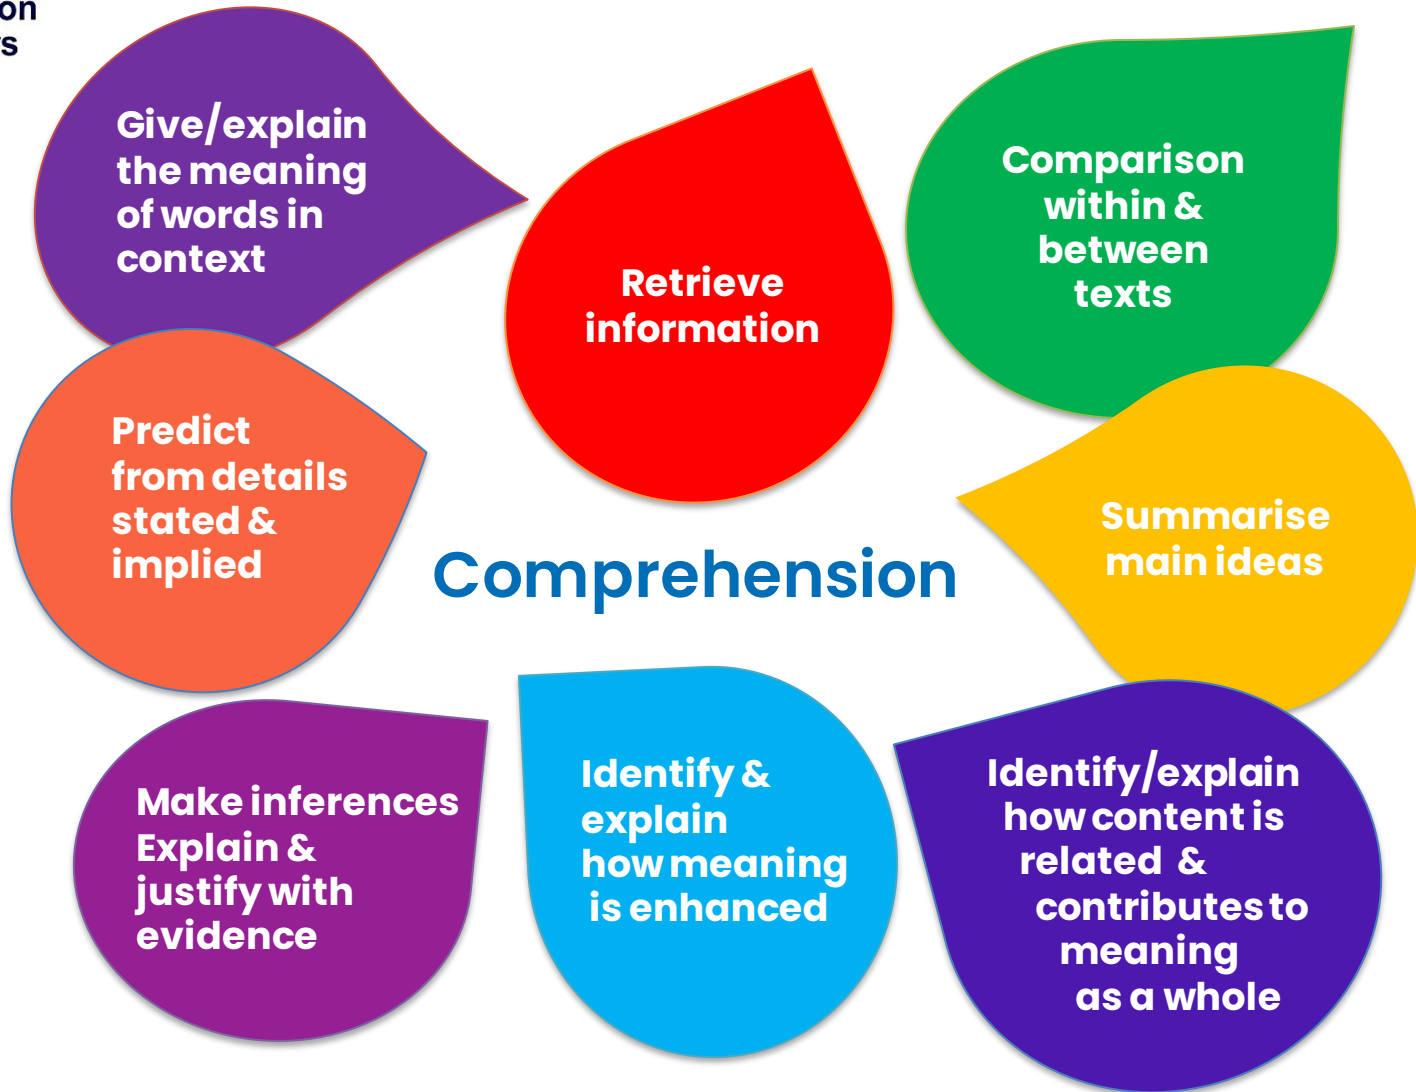 Give/explain
the meaning
of words in
context
Retrieve
information
Comparison
within &
between
texts
Predict
from details
stated &
implied
Summarise
main ideas
Comprehension
Make inferences
Explain &
justify with
evidence
Identify &
explain
how meaning
is enhanced
Identify/explain
how content is
related &
contributes to
meaning
as a whole